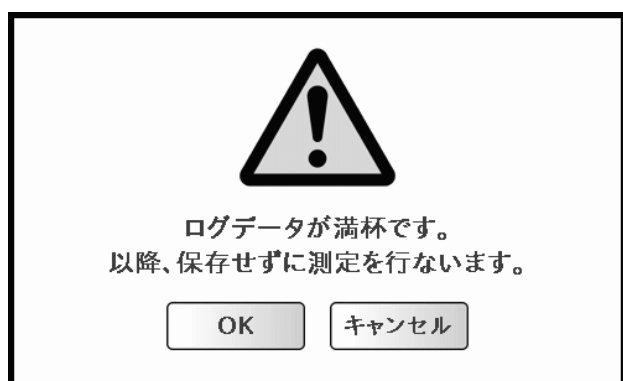 ログデータが満杯です。
以降、保存せずに測定を行ないます。
OK
キャンセル